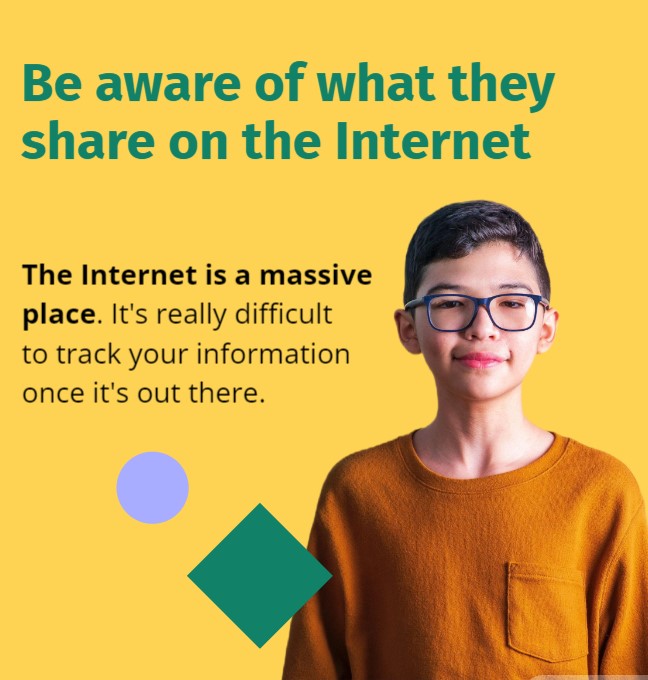 Be aware of what they
share on the Internet
The Internet is a massive
place. It's really difficult
to track your information
once it's out there.